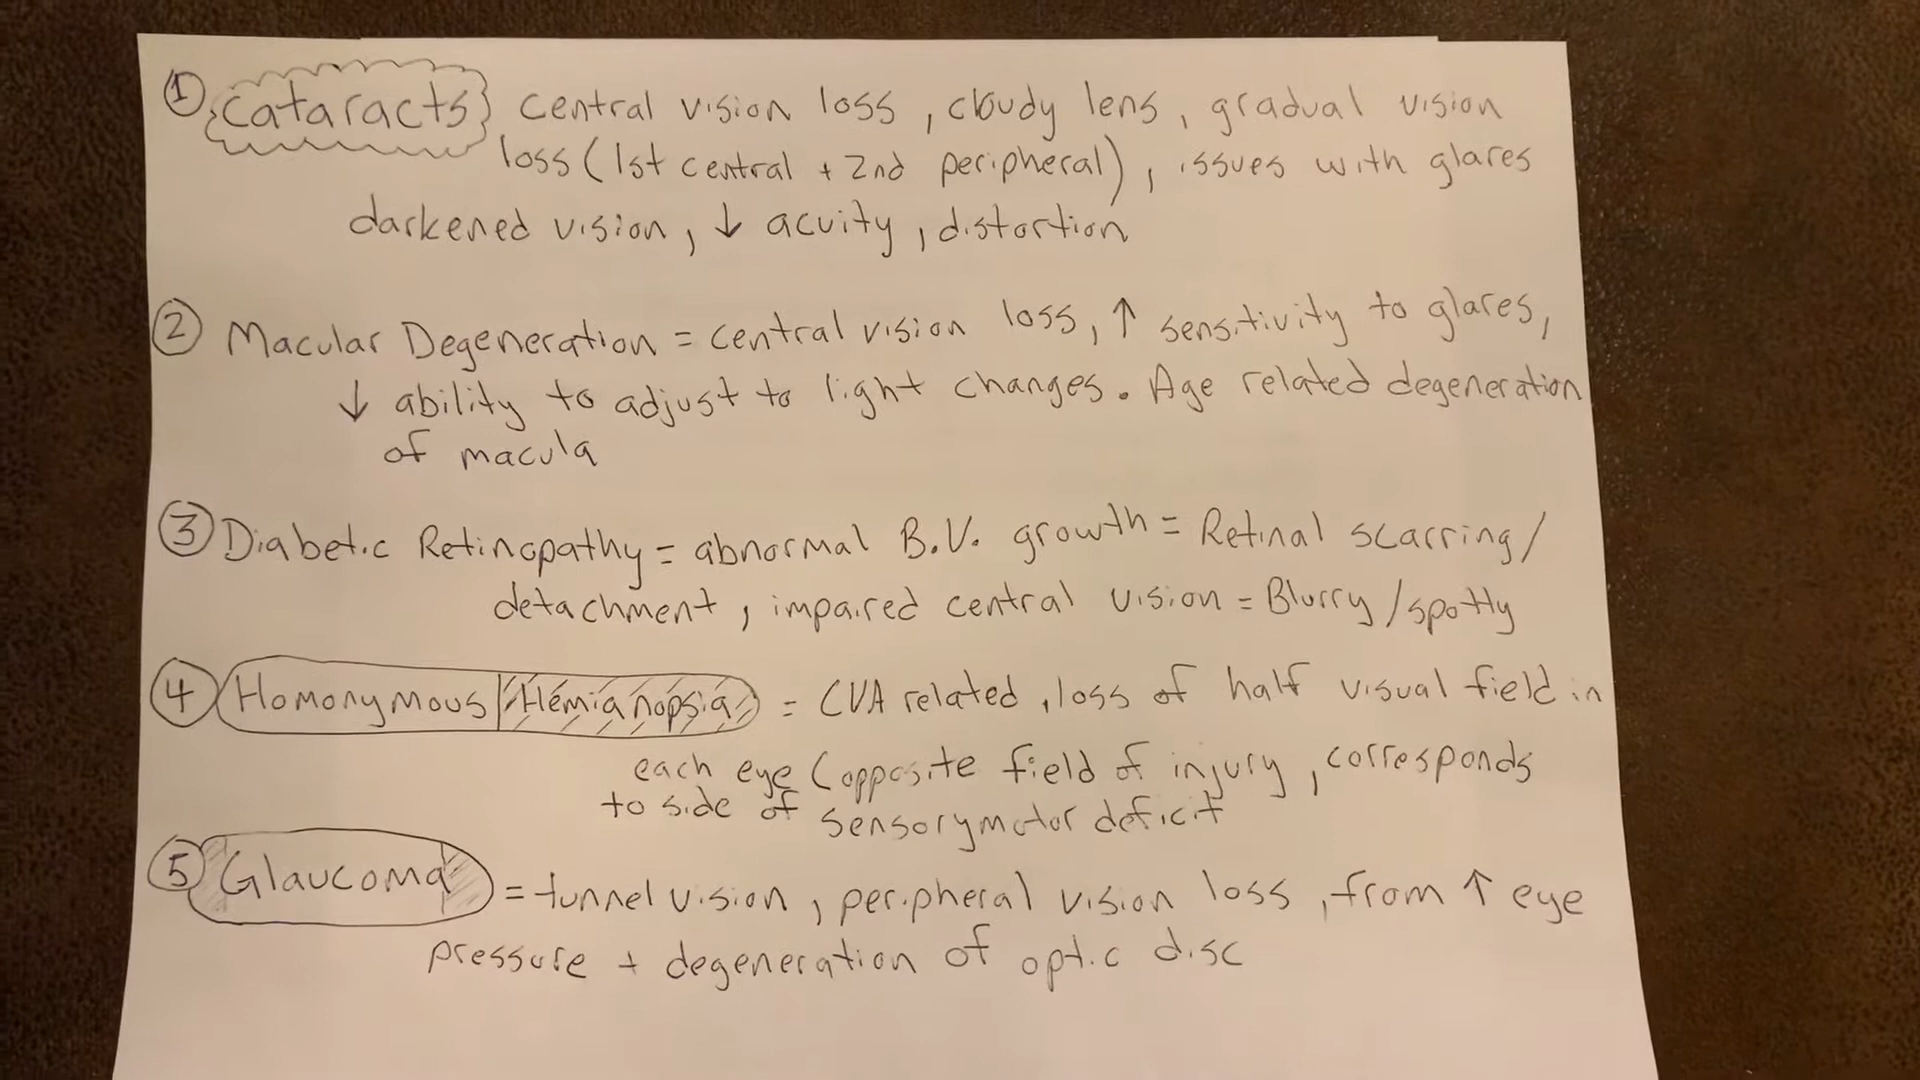 ① Cataracts central vision loss, cloudy lens, gradual vision
loss (1st central + 2nd peripheral), issues with glares
darkened vision, ↓ acuity, distortion
② Macular Degeneration = central vision loss, ↑ sensitivity to glares,
↓ ability to adjust to light changes. Age related degeneration
of macula
③ Diabetic Retinopathy = abnormal B.V. growth = Retinal scarring/
detachment, impaired central vision = Blurry/spotty
④ Homonymous Hemianopsia = CVA related, loss of half visual field in
each eye (opposite field of injury, corresponds
to side of sensorymotor deficit
⑤ Glaucoma = tunnel vision, peripheral vision loss, from ↑ eye
pressure + degeneration of optic disc